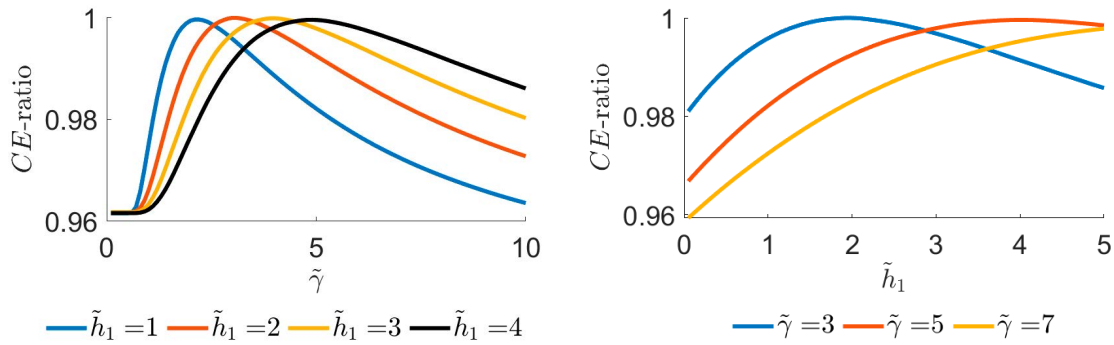 CE-ratio
1
0.98
0.96
0
5
10
γ̃
h̃₁ =1
h̃₁ =2
h̃₁ =3
h̃₁ =4
CE-ratio
1
0.98
0.96
0 1 2 3 4 5
h̃₁
γ̃ =3
γ̃ =5
γ̃ =7